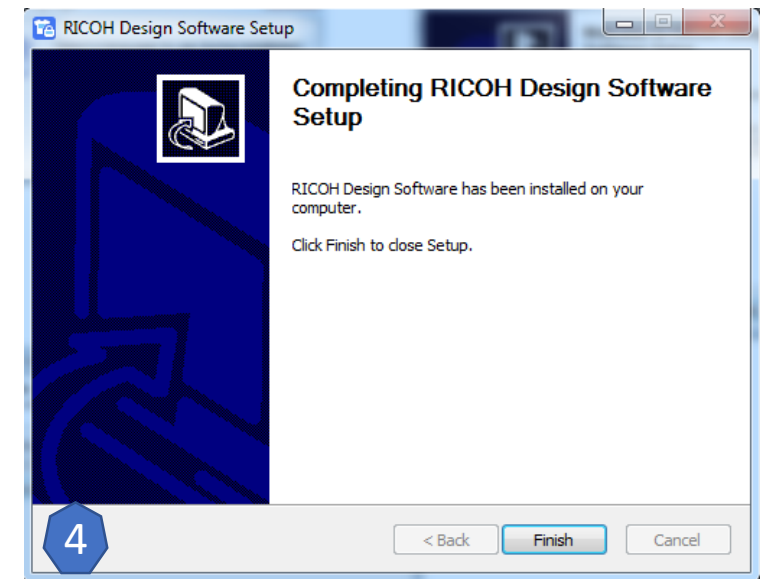 RICOH Design Software Setup
Completing RICOH Design Software
Setup
RICOH Design Software has been installed on your
computer.
Click Finish to close Setup.
4
< Back
Finish
Cancel